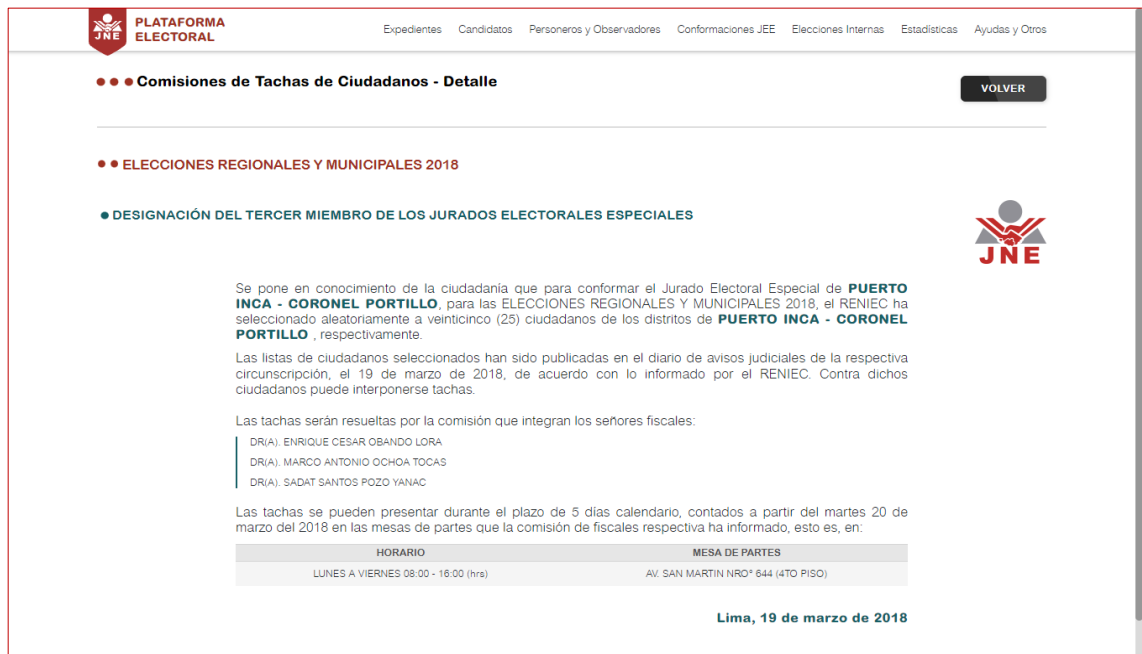 JNE
PLATAFORMA
ELECTORAL
Expedientes Candidatos Personeros y Observadores Conformaciones JEE Elecciones Internas Estadísticas Ayudas y Otros
Comisiones de Tachas de Ciudadanos - Detalle
VOLVER
ELECCIONES REGIONALES Y MUNICIPALES 2018
DESIGNACIÓN DEL TERCER MIEMBRO DE LOS JURADOS ELECTORALES ESPECIALES
JNE
Se pone en conocimiento de la ciudadanía que para conformar el Jurado Electoral Especial de PUERTO
INCA - CORONEL PORTILLO, para las ELECCIONES REGIONALES Y MUNICIPALES 2018, el RENIEC ha
seleccionado aleatoriamente a veinticinco (25) ciudadanos de los distritos de PUERTO INCA - CORONEL
PORTILLO , respectivamente.
Las listas de ciudadanos seleccionados han sido publicadas en el diario de avisos judiciales de la respectiva
circunscripción, el 19 de marzo de 2018, de acuerdo con lo informado por el RENIEC. Contra dichos
ciudadanos puede interponerse tachas.
Las tachas serán resueltas por la comisión que integran los señores fiscales:
DR(A). ENRIQUE CESAR OBANDO LORA
DR(A). MARCO ANTONIO OCHOA TOCAS
DR(A). SADAT SANTOS POZO YANAC
Las tachas se pueden presentar durante el plazo de 5 días calendario, contados a partir del martes 20 de
marzo del 2018 en las mesas de partes que la comisión de fiscales respectiva ha informado, esto es, en:
HORARIO MESA DE PARTES
LUNES A VIERNES 08:00 - 16:00 (hrs) AV. SAN MARTIN NRO° 644 (4TO PISO)
Lima, 19 de marzo de 2018